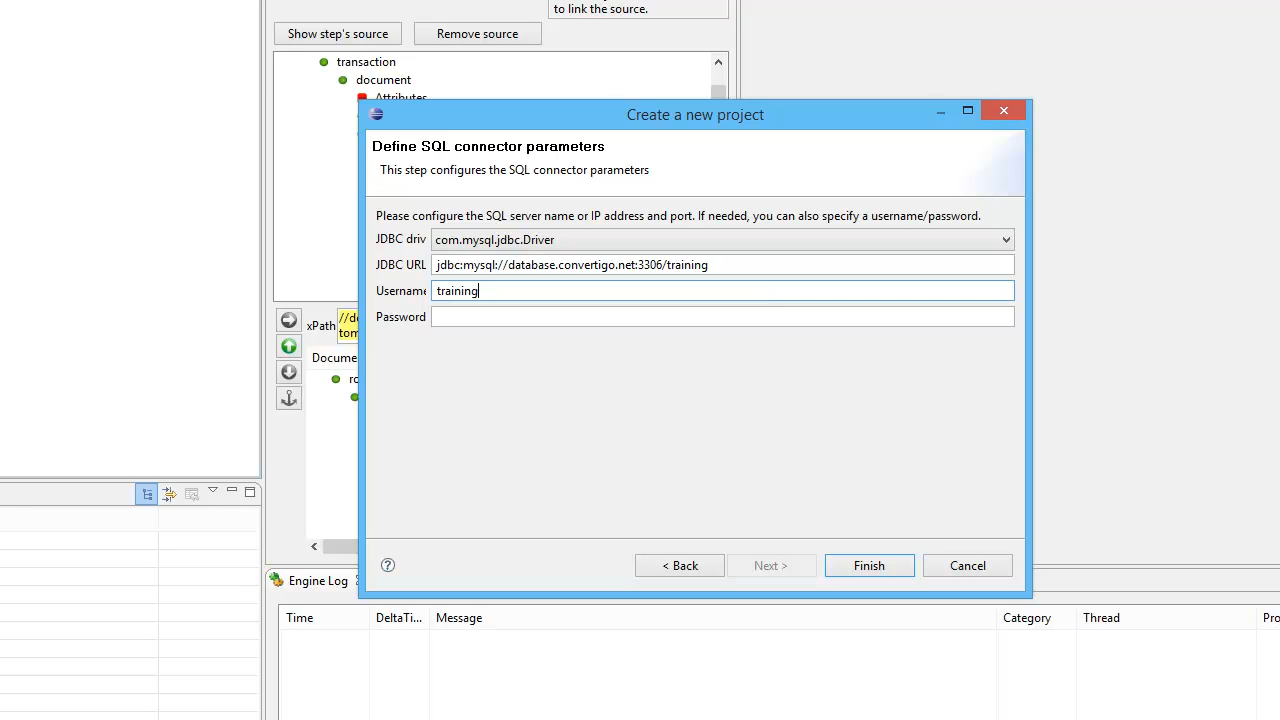 to link the source.
Show step's source
Remove source
transaction
document
Attributes
Create a new project
Define SQL connector parameters
This step configures the SQL connector parameters
Please configure the SQL server name or IP address and port. If needed, you can also specify a username/password.
JDBC driv
com.mysql.jdbc.Driver
JDBC URL
jdbc:mysql://database.convertigo.net:3306/training
Username
training
Password
xPath
//do
tom
Docume
ro
< Back
Next >
Finish
Cancel
Engine Log
Time
DeltaTi...
Message
Category
Thread
Pro